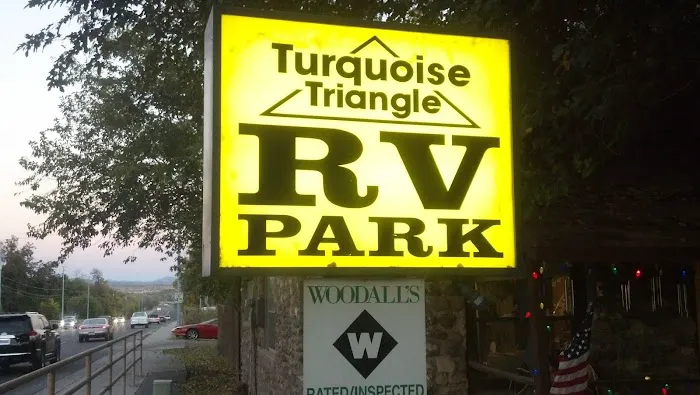 Turquoise
Triangle
RV
PARK
WOODALL'S
W
RATED/INSPECTED